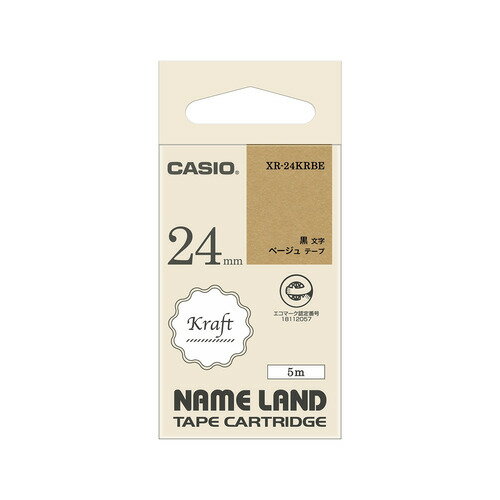 CASIO
XR-24KRBE
黒 文字
ベージュ テープ
24mm
エコマーク認定番号
18112057
Kraft
5m
NAME LAND
TAPE CARTRIDGE